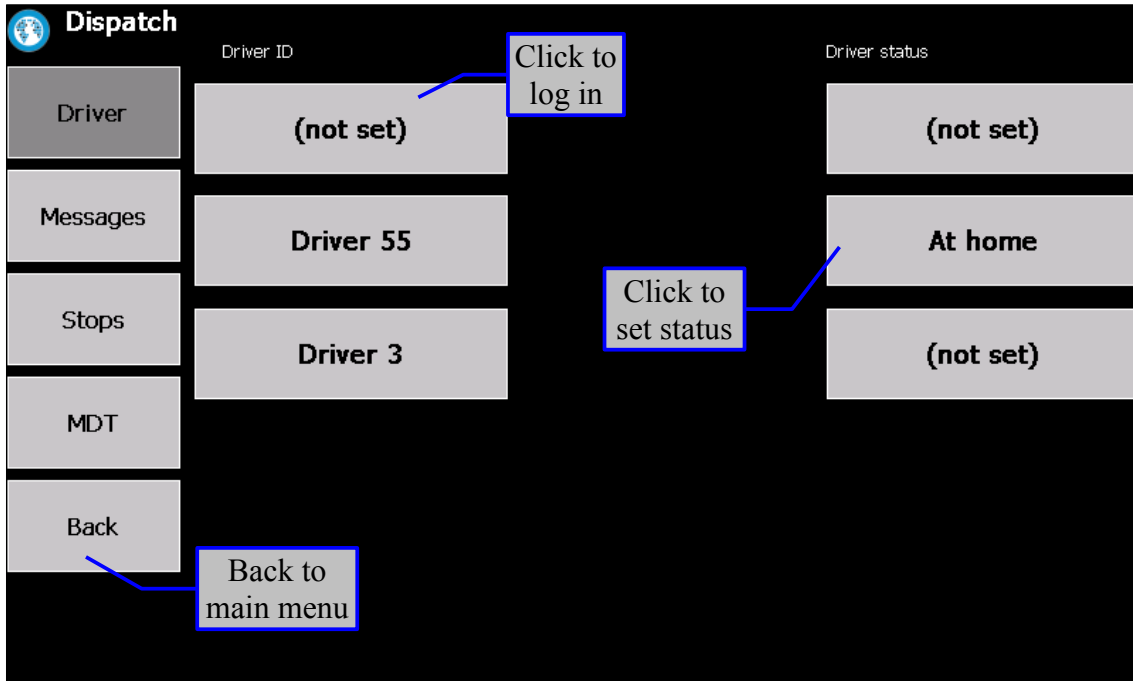 Dispatch
Driver ID
Driver status
Click to
log in
Driver
(not set)
(not set)
Messages
Driver 55
At home
Click to
set status
Stops
Driver 3
(not set)
MDT
Back
Back to
main menu